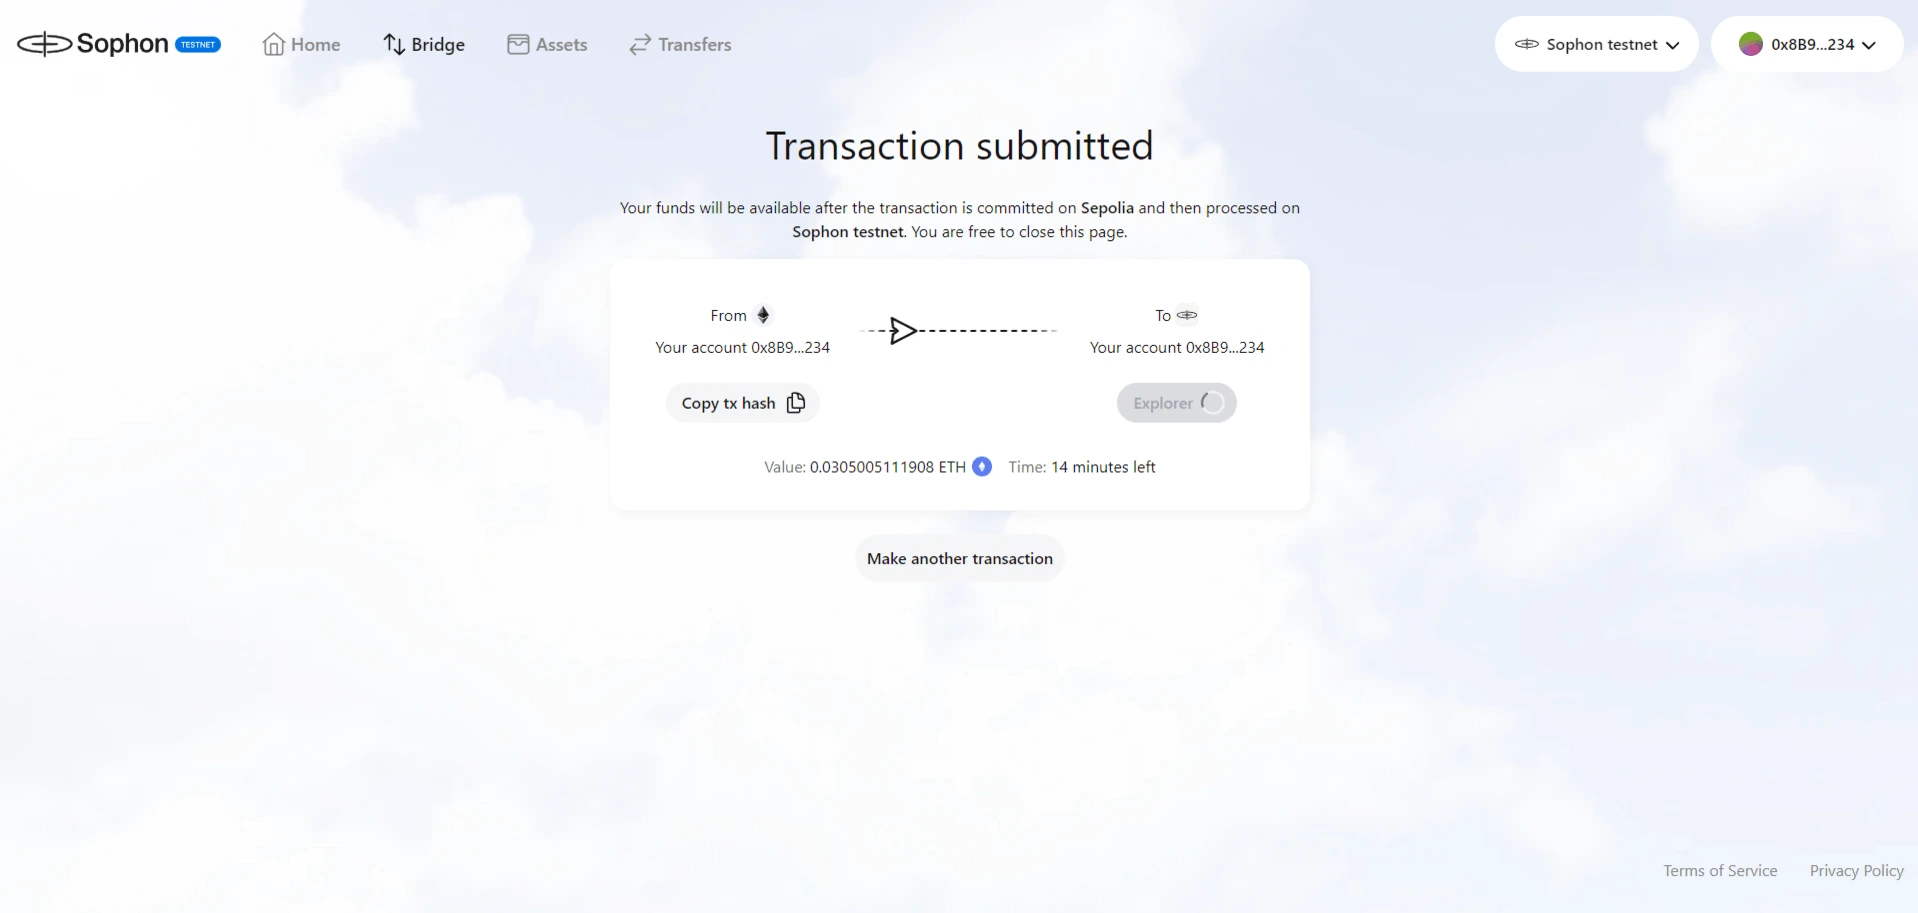 Sophon TESTNET Home Bridge Assets Transfers Sophon testnet 0x8B9...234
Transaction submitted
Your funds will be available after the transaction is committed on Sepolia and then processed on
Sophon testnet. You are free to close this page.
From To
Your account 0x8B9...234 Your account 0x8B9...234
Copy tx hash Explorer
Value: 0.0305005111908 ETH Time: 14 minutes left
Make another transaction
Terms of Service Privacy Policy